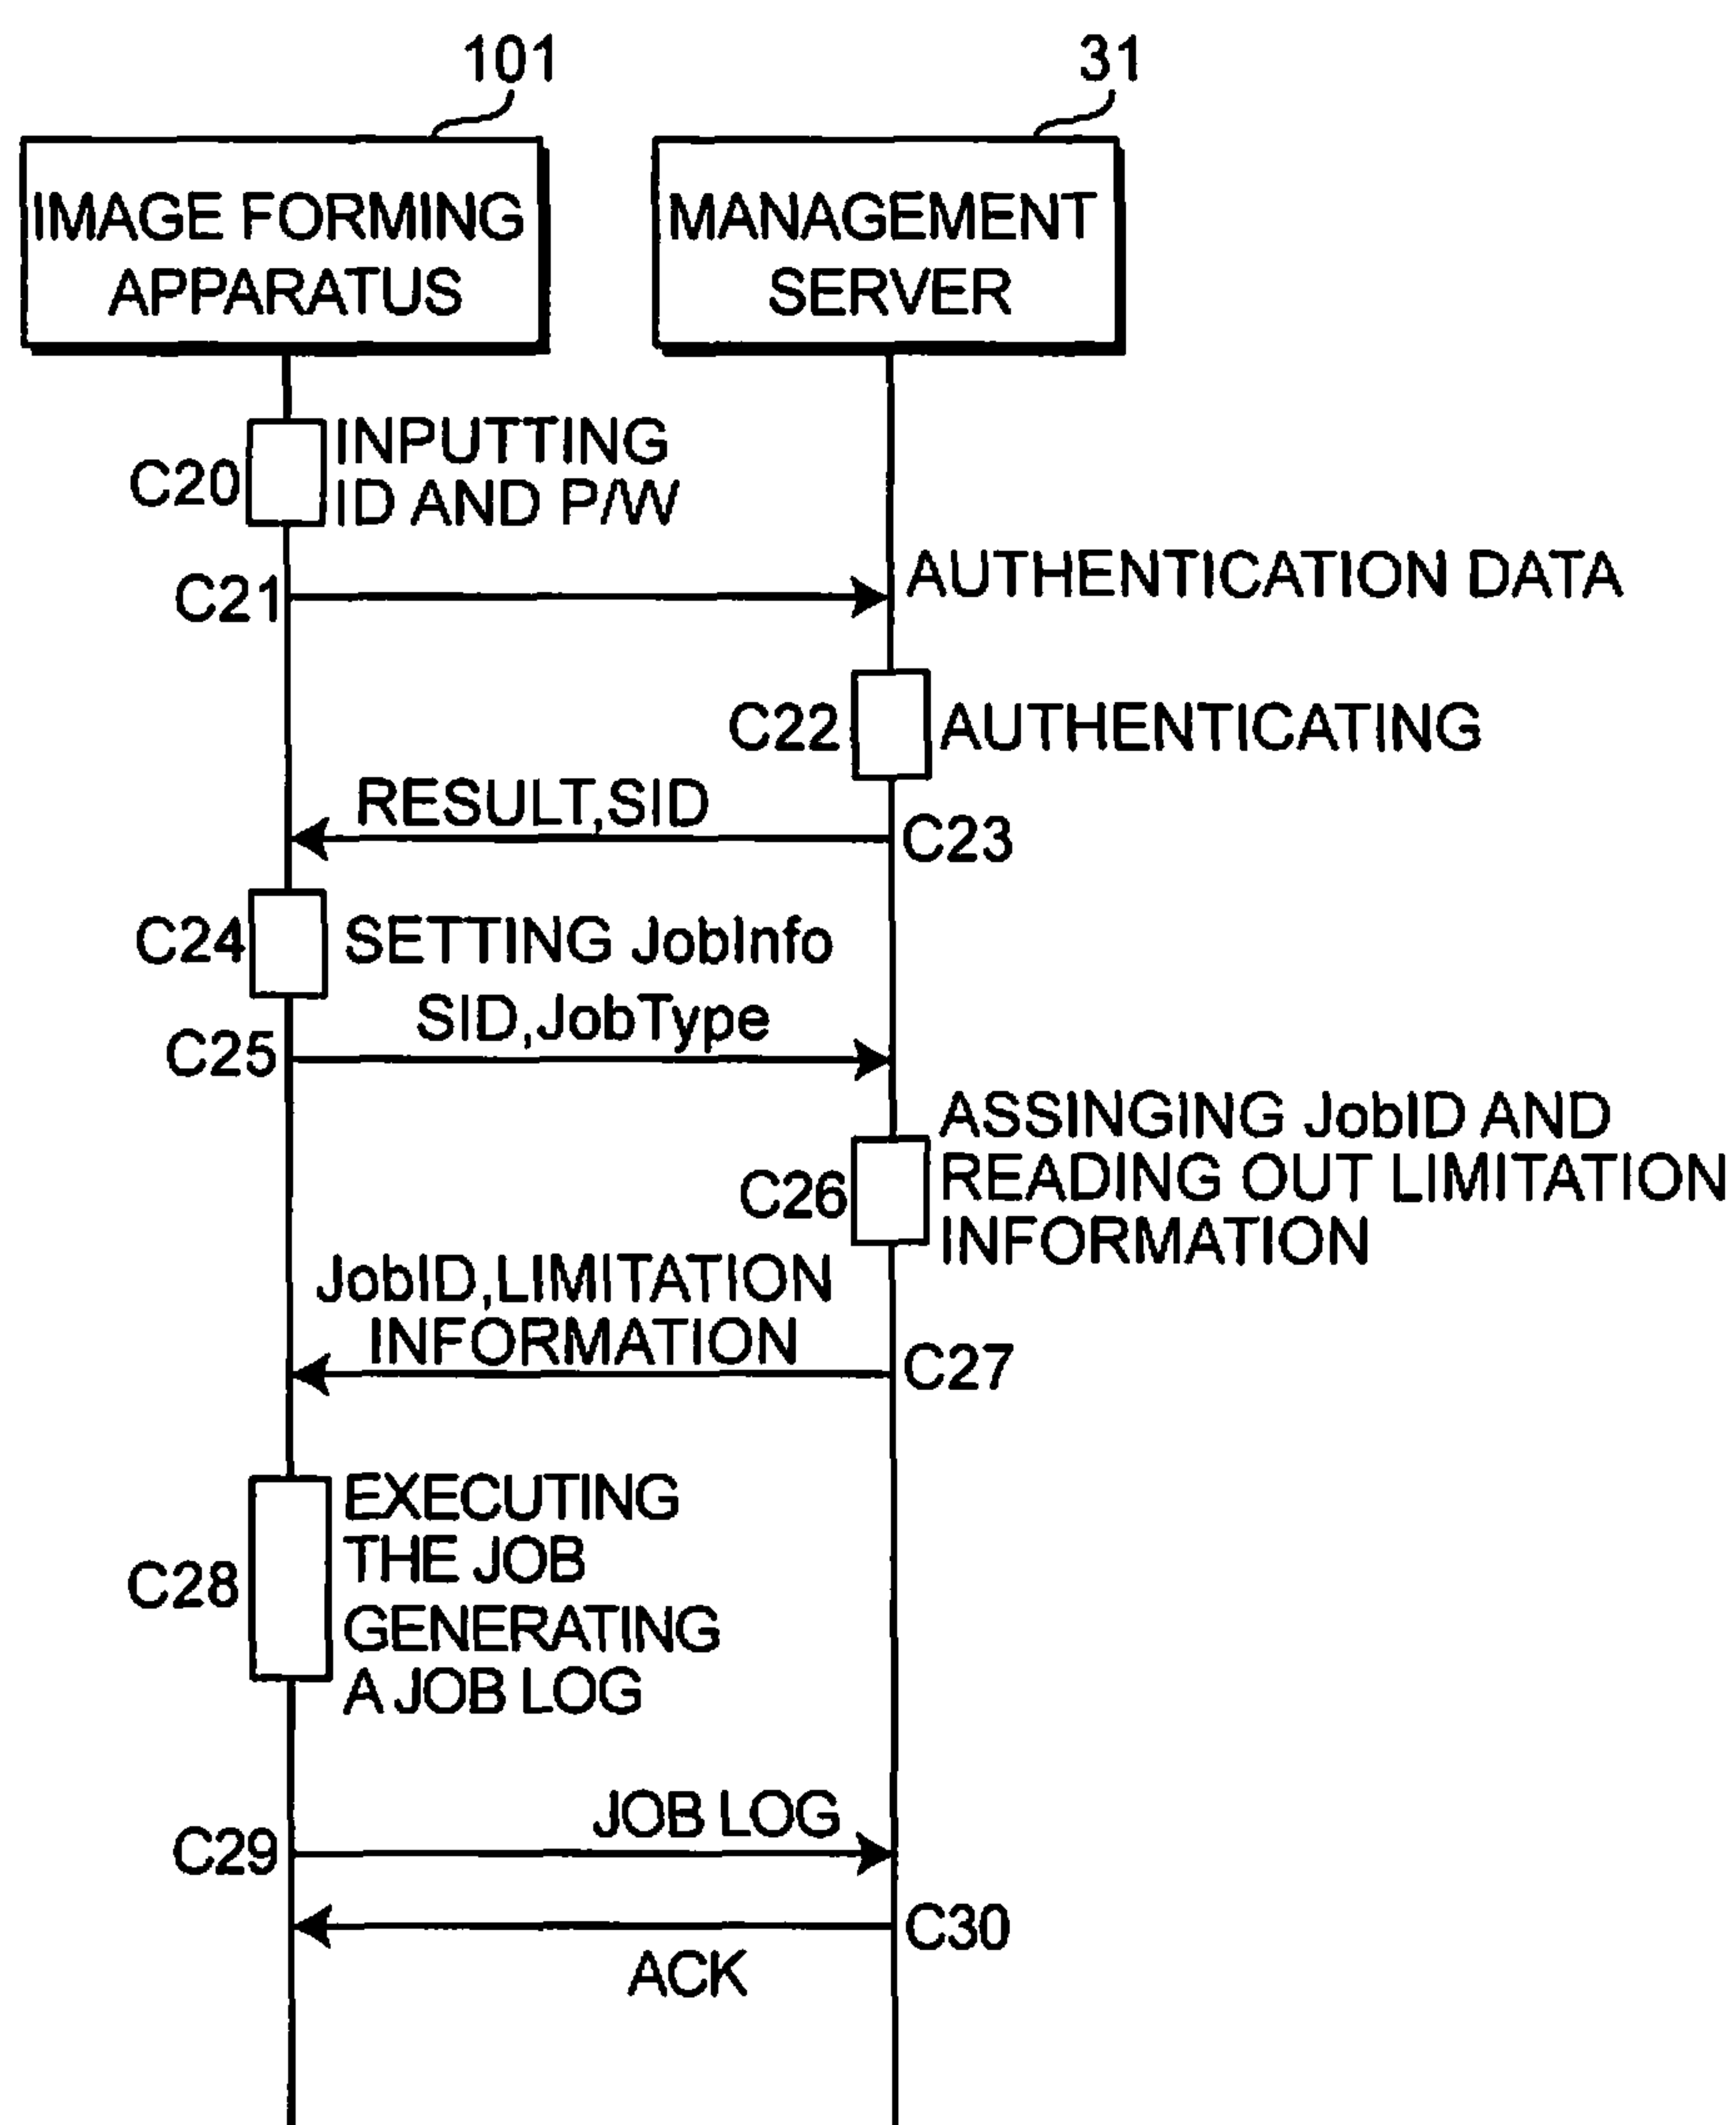 101
31
IMAGE FORMING
APPARATUS
MANAGEMENT
SERVER
C20
INPUTTING
ID AND P/W
C21
AUTHENTICATION DATA
C22
AUTHENTICATING
RESULT,SID
C23
C24
SETTING JobInfo
SID,JobType
C25
ASSINGING JobID AND
READING OUT LIMITATION
INFORMATION
C26
JobID,LIMITATION
INFORMATION
C27
EXECUTING
THE JOB
GENERATING
A JOB LOG
C28
JOB LOG
C29
C30
ACK